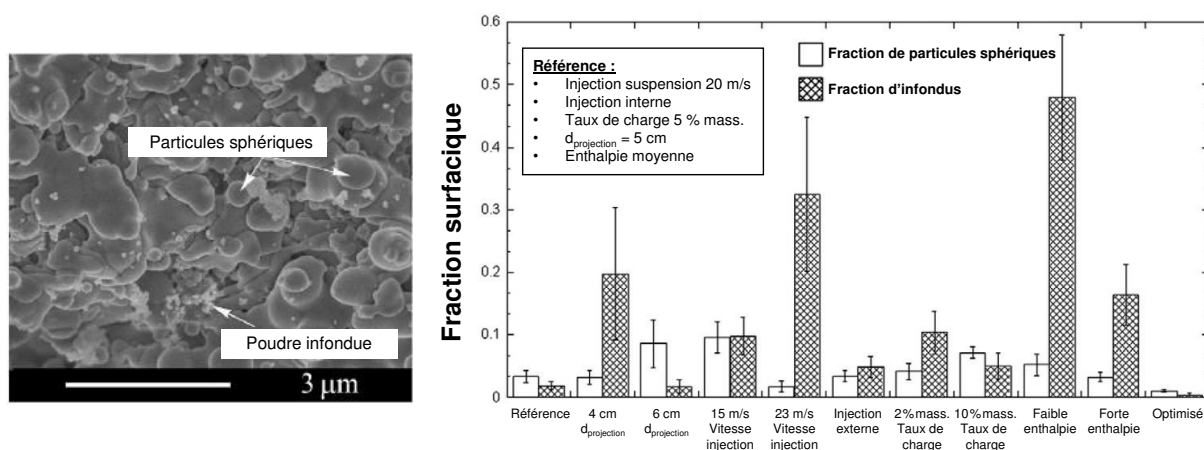 Particules sphériques
Poudre infondue
3 µm
Fraction surfacique
0.6
0.5
0.4
0.3
0.2
0.1
0
Référence :
• Injection suspension 20 m/s
• Injection interne
• Taux de charge 5 % mass.
• dprojection = 5 cm
• Enthalpie moyenne
Fraction de particules sphériques
Fraction d'infondus
Référence
4 cm
dprojection
6 cm
dprojection
15 m/s
Vitesse
injection
23 m/s
Vitesse
injection
Injection
externe
2% mass.
Taux de
charge
10% mass.
Taux de
charge
Faible
enthalpie
Forte
enthalpie
Optimisé